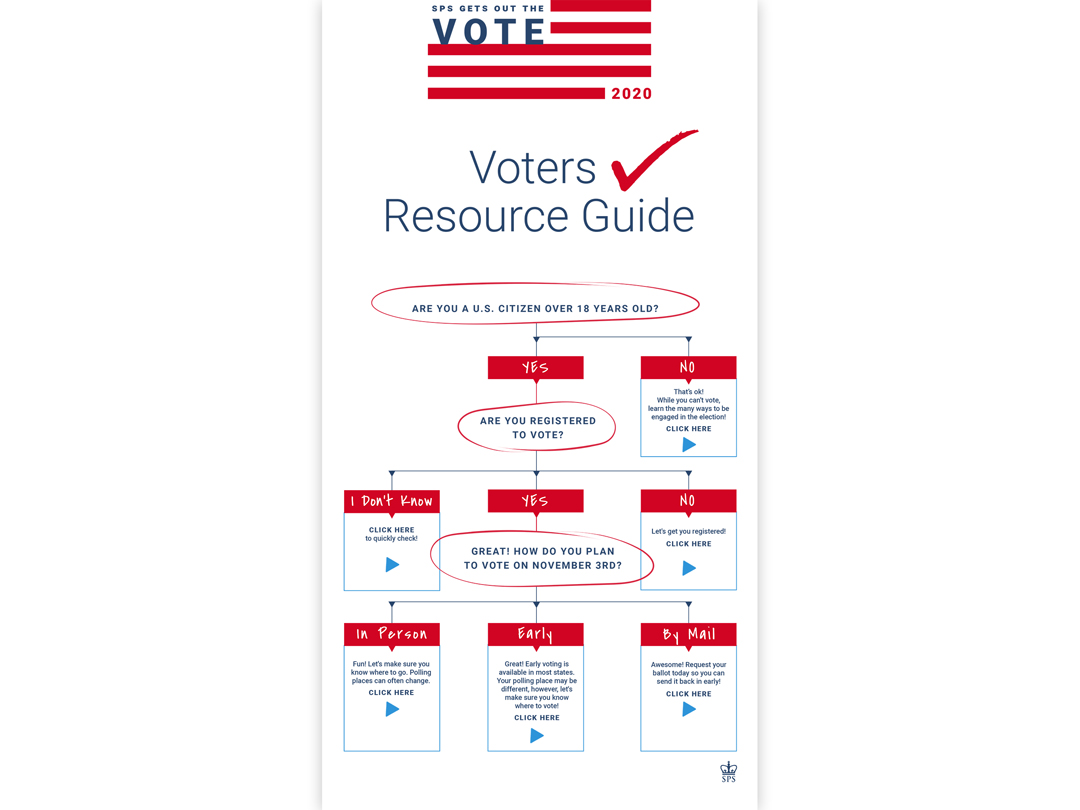 SPS GETS OUT THE
VOTE
2020
Voters
Resource Guide
ARE YOU A U.S. CITIZEN OVER 18 YEARS OLD?
YES
NO
That's ok!
While you can't vote,
learn the many ways to be
engaged in the election!
CLICK HERE
ARE YOU REGISTERED
TO VOTE?
I Don't Know
CLICK HERE
to quickly check!
YES
NO
Let's get you registered!
CLICK HERE
GREAT! HOW DO YOU PLAN
TO VOTE ON NOVEMBER 3RD?
In Person
Fun! Let's make sure you
know where to go. Polling
places can often change.
CLICK HERE
Early
Great! Early voting is
available in most states.
Your polling place may be
different, however, let's
make sure you know
where to vote!
CLICK HERE
By Mail
Awesome! Request your
ballot today so you can
send it back in early!
CLICK HERE
SPS